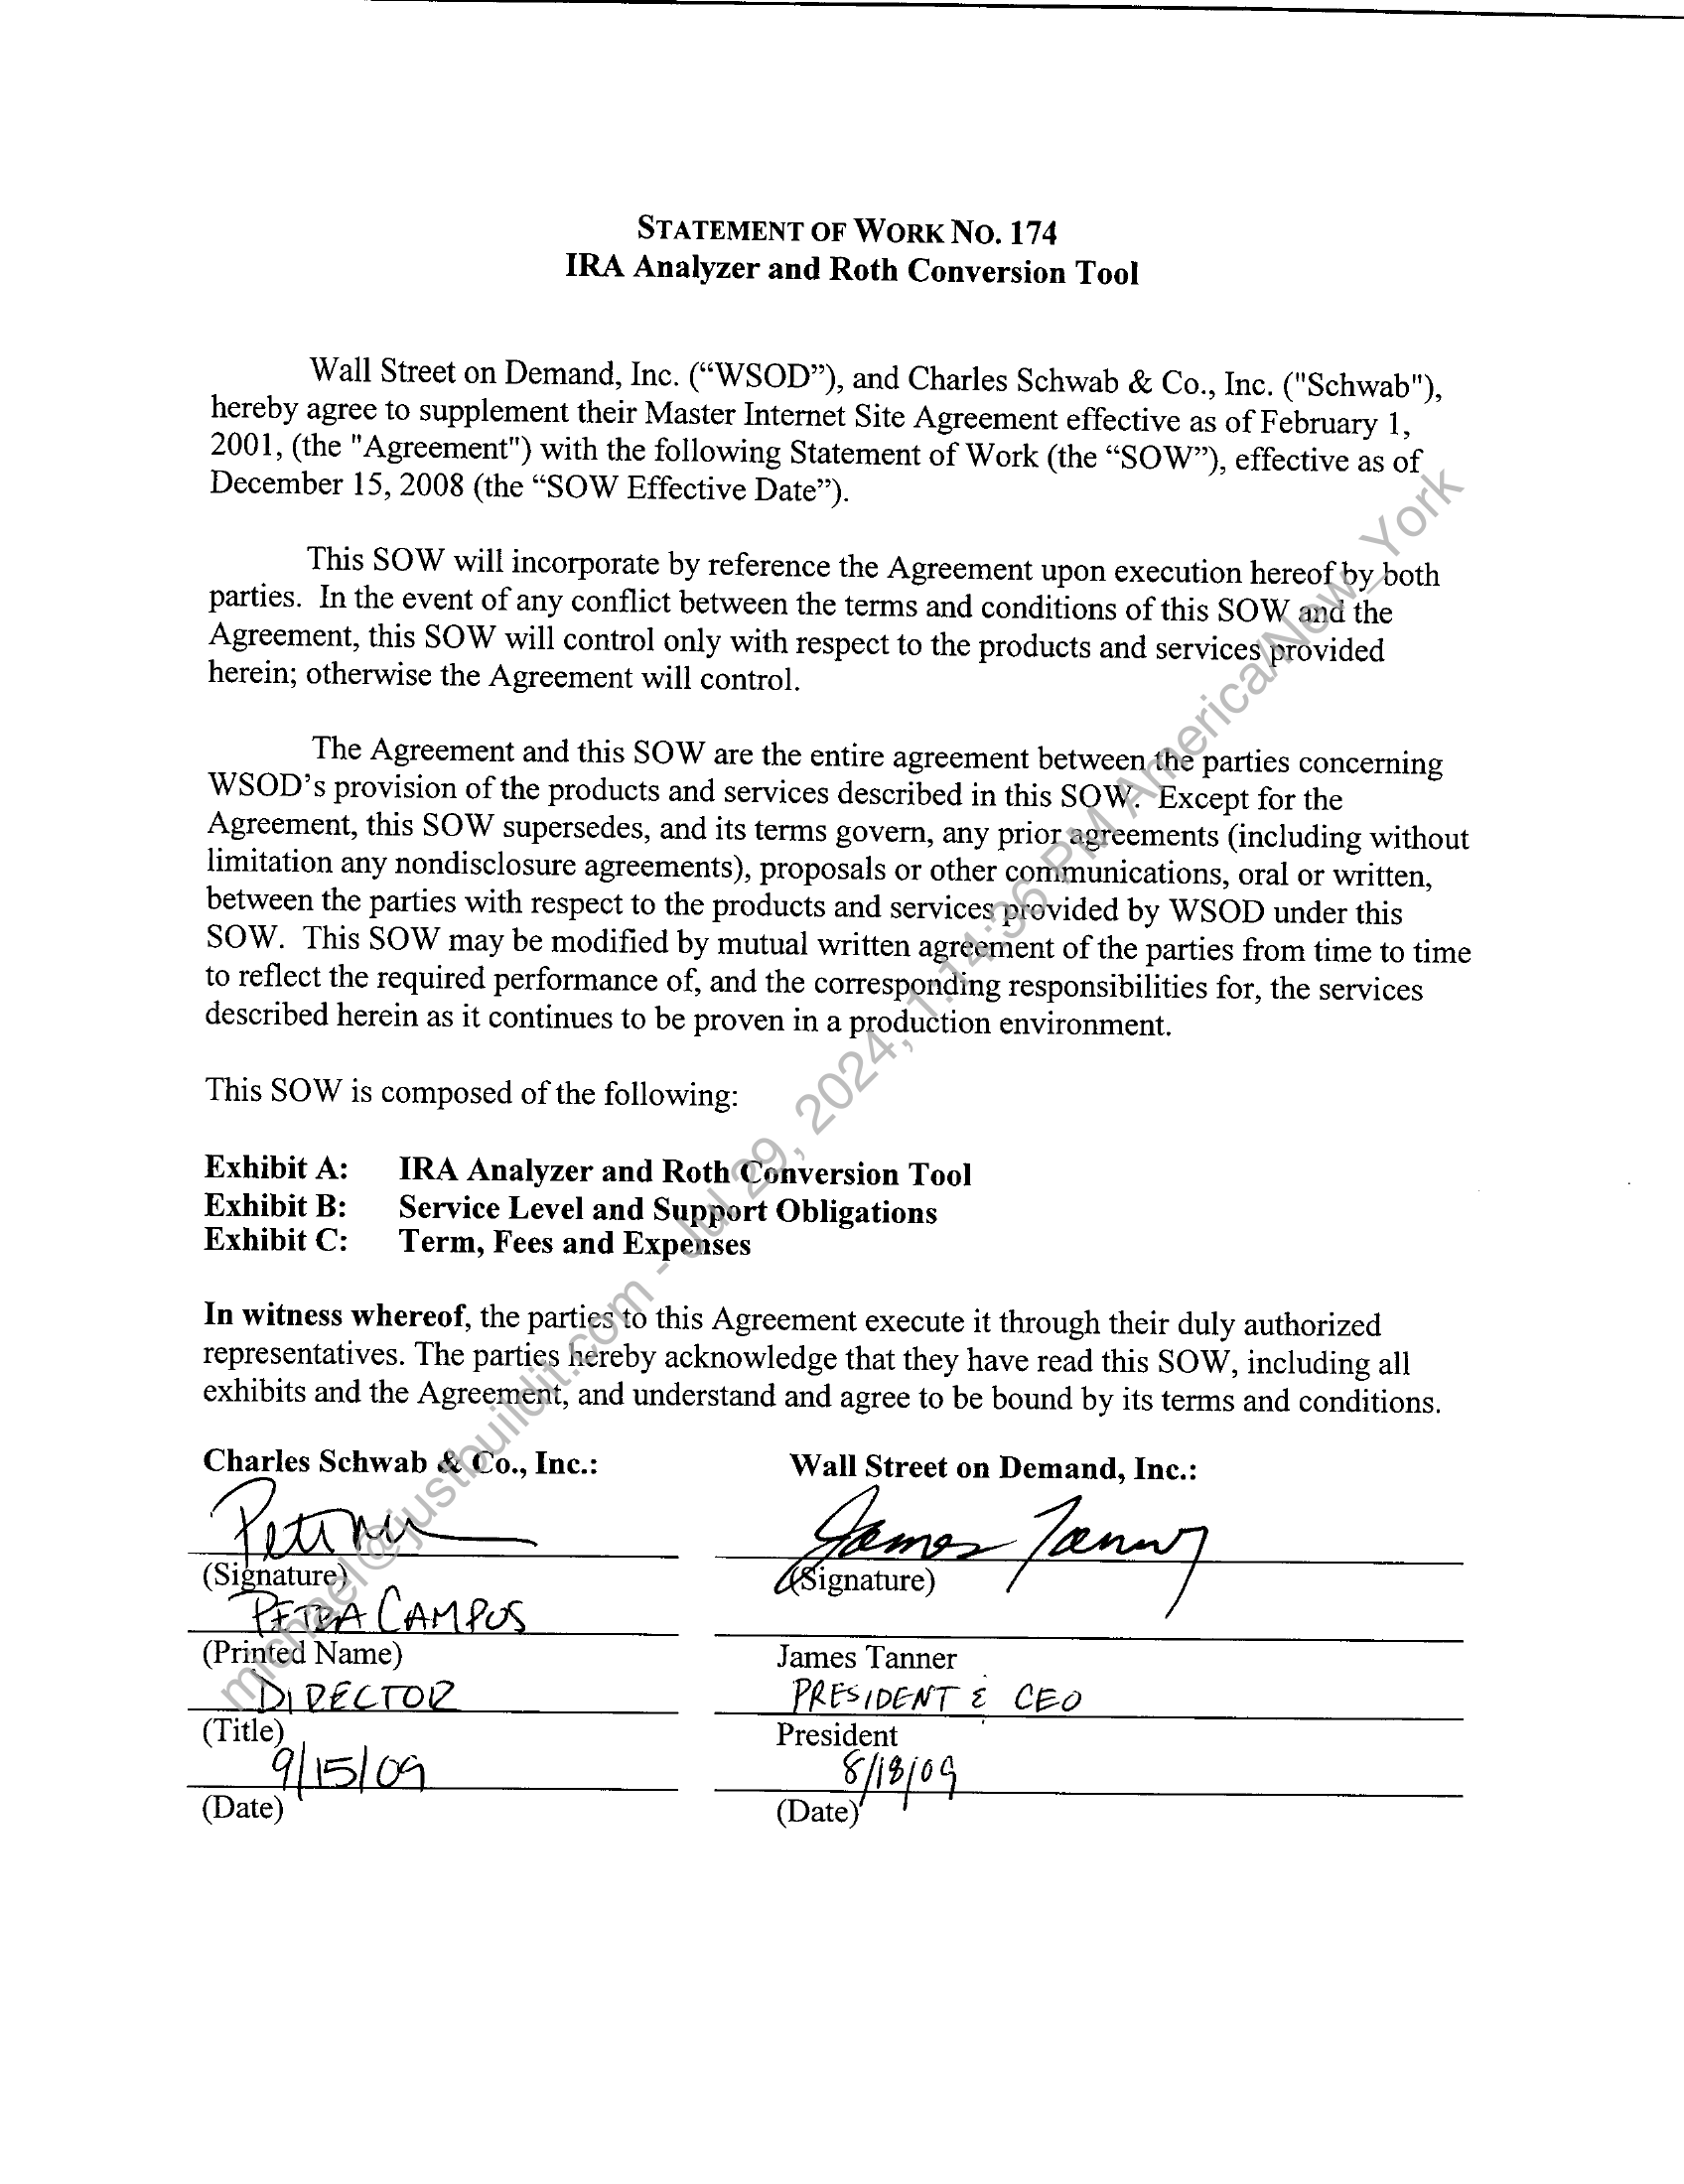 STATEMENT OF WORK NO. 174
IRA Analyzer and Roth Conversion Tool
Wall Street on Demand, Inc. (“WSOD”), and Charles Schwab & Co., Inc. ("Schwab"),
hereby agree to supplement their Master Internet Site Agreement effective as of February 1,
2001, (the "Agreement") with the following Statement of Work (the “SOW”), effective as of
December 15, 2008 (the “SOW Effective Date”).
This SOW will incorporate by reference the Agreement upon execution hereof by both
parties. In the event of any conflict between the terms and conditions of this SOW and the
Agreement, this SOW will control only with respect to the products and services provided
herein; otherwise the Agreement will control.
The Agreement and this SOW are the entire agreement between the parties concerning
WSOD’s provision of the products and services described in this SOW. Except for the
Agreement, this SOW supersedes, and its terms govern, any prior agreements (including without
limitation any nondisclosure agreements), proposals or other communications, oral or written,
between the parties with respect to the products and services provided by WSOD under this
SOW. This SOW may be modified by mutual written agreement of the parties from time to time
to reflect the required performance of, and the corresponding responsibilities for, the services
described herein as it continues to be proven in a production environment.
This SOW is composed of the following:
Exhibit A: IRA Analyzer and Roth Conversion Tool
Exhibit B: Service Level and Support Obligations
Exhibit C: Term, Fees and Expenses
In witness whereof, the parties to this Agreement execute it through their duly authorized
representatives. The parties hereby acknowledge that they have read this SOW, including all
exhibits and the Agreement, and understand and agree to be bound by its terms and conditions.
Charles Schwab & Co., Inc.: Wall Street on Demand, Inc.:
James Tanner
(Signature) (Signature)
PETRA CAMPOS
(Printed Name) James Tanner
DIRECTOR PRESIDENT & CEO
(Title) President
9/15/09 8/18/09
(Date) (Date)
michael@justbuildit.com - Jul 29, 2024, 1:14:36 PM America/New_York